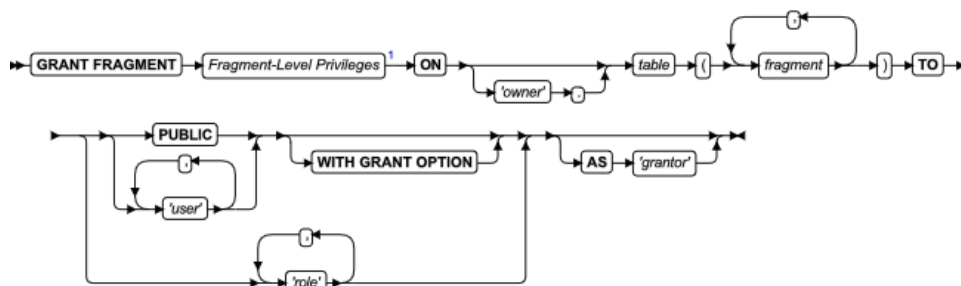 GRANT FRAGMENT Fragment-Level Privileges 1 ON 'owner' . table ( fragment , ) TO
PUBLIC 'user' , WITH GRANT OPTION AS 'grantor'
'role' ,